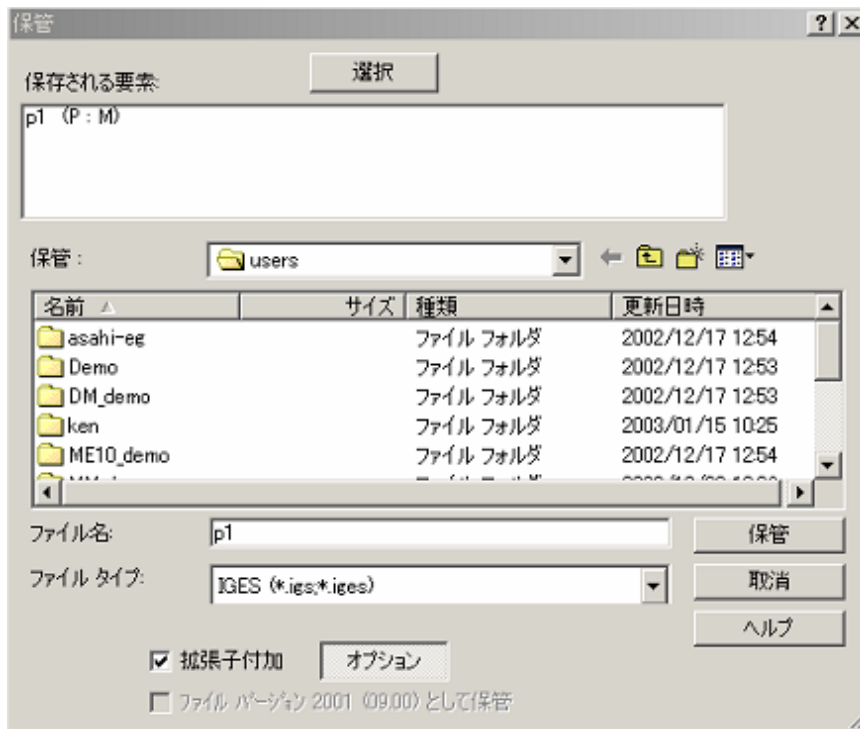 保管
保存される要素:
選択
p1 (P : M)
保管 :
users
名前 サイズ 種類 更新日時
asahi-eg ファイル フォルダ 2002/12/17 12:54
Demo ファイル フォルダ 2002/12/17 12:53
DM_demo ファイル フォルダ 2002/12/17 12:53
ken ファイル フォルダ 2003/01/15 10:25
ME10_demo ファイル フォルダ 2002/12/17 12:54
ファイル名: p1 保管
ファイル タイプ: IGES (*.igs;*.iges) 取消
ヘルプ
拡張子付加 オプション
ファイル バージョン 2001 (09.00) として保管